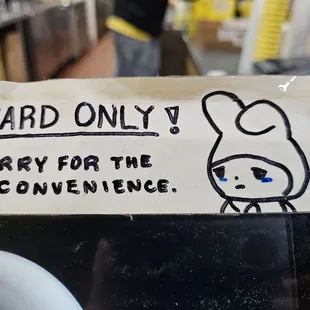 ARD ONLY!
RRY FOR THE
CONVENIENCE.